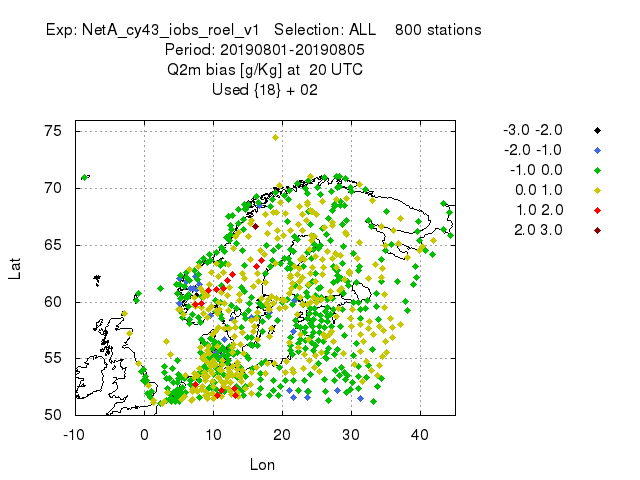 Exp: NetA_cy43_iobs_roel_v1 Selection: ALL 800 stations
Period: 20190801-20190805
Q2m bias [g/Kg] at 20 UTC
Used {18} + 02
-3.0 -2.0
-2.0 -1.0
-1.0 0.0
0.0 1.0
1.0 2.0
2.0 3.0
75
70
65
60
55
50
Lat
-10 0 10 20 30 40
Lon